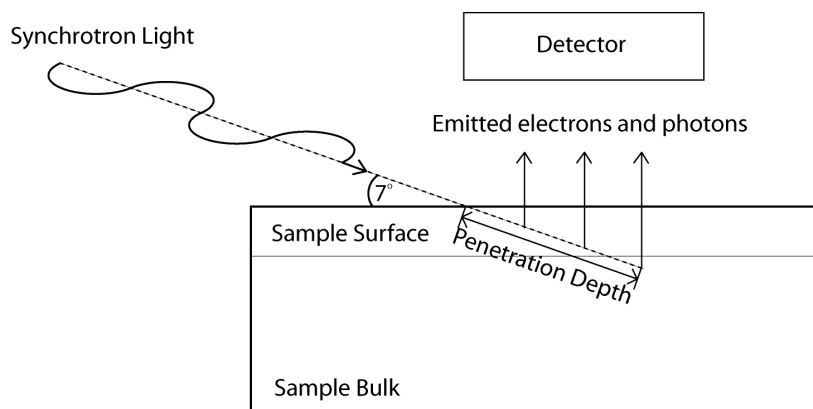 Synchrotron Light
Detector
Emitted electrons and photons
7°
Sample Surface
Penetration Depth
Sample Bulk